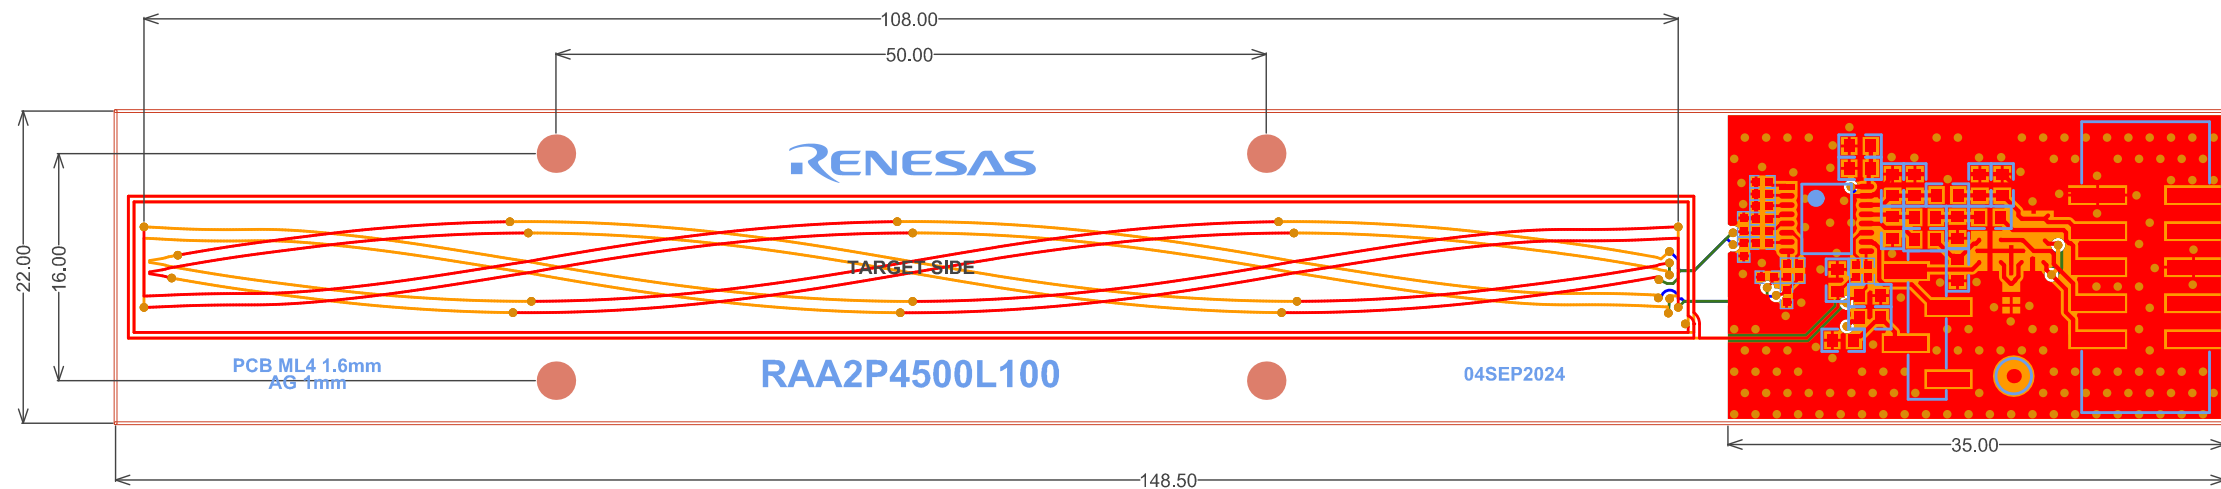 108.00
50.00
22.00
16.00
RENESAS
TARGET SIDE
PCB ML4 1.6mm
AG 1mm
RAA2P4500L100
04SEP2024
35.00
148.50